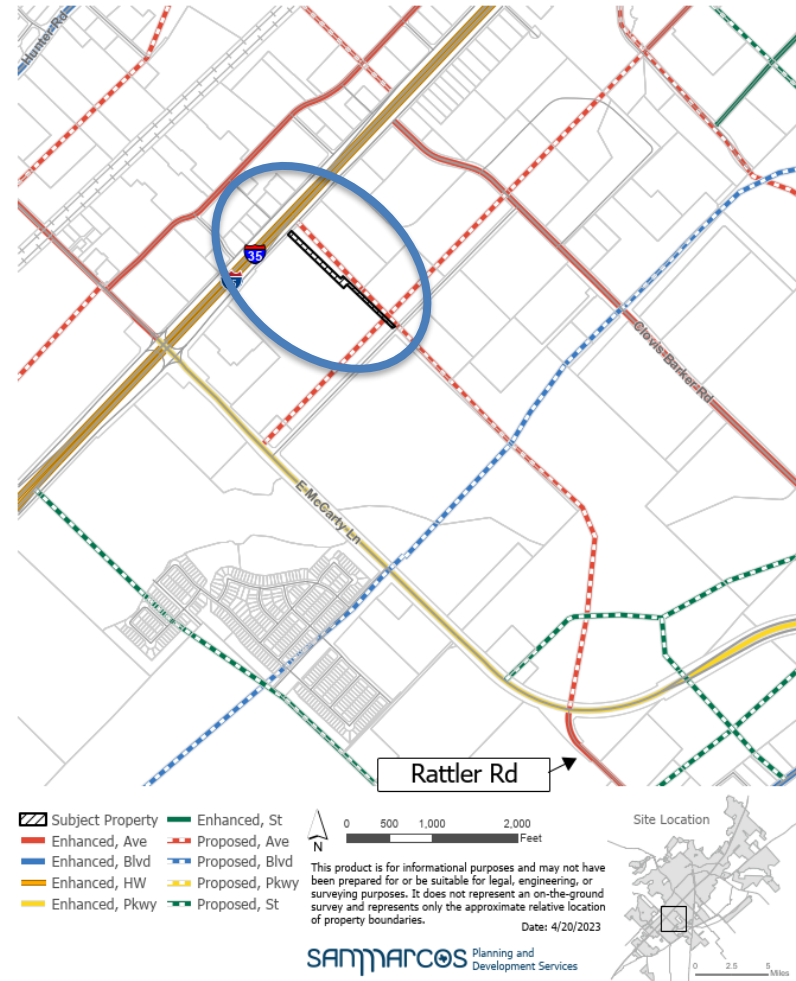 Hunter Rd
35
Clovis Barker Rd
E McCarty Ln
Rattler Rd
Subject Property
Enhanced, Ave
Enhanced, Blvd
Enhanced, HW
Enhanced, Pkwy
Enhanced, St
Proposed, Ave
Proposed, Blvd
Proposed, Pkwy
Proposed, St
N
0 500 1,000 2,000
Feet
This product is for informational purposes and may not have
been prepared for or be suitable for legal, engineering, or
surveying purposes. It does not represent an on-the-ground
survey and represents only the approximate relative location
of property boundaries.
Date: 4/20/2023
SANMARCOS
Planning and
Development Services
Site Location
0 2.5 5
Miles